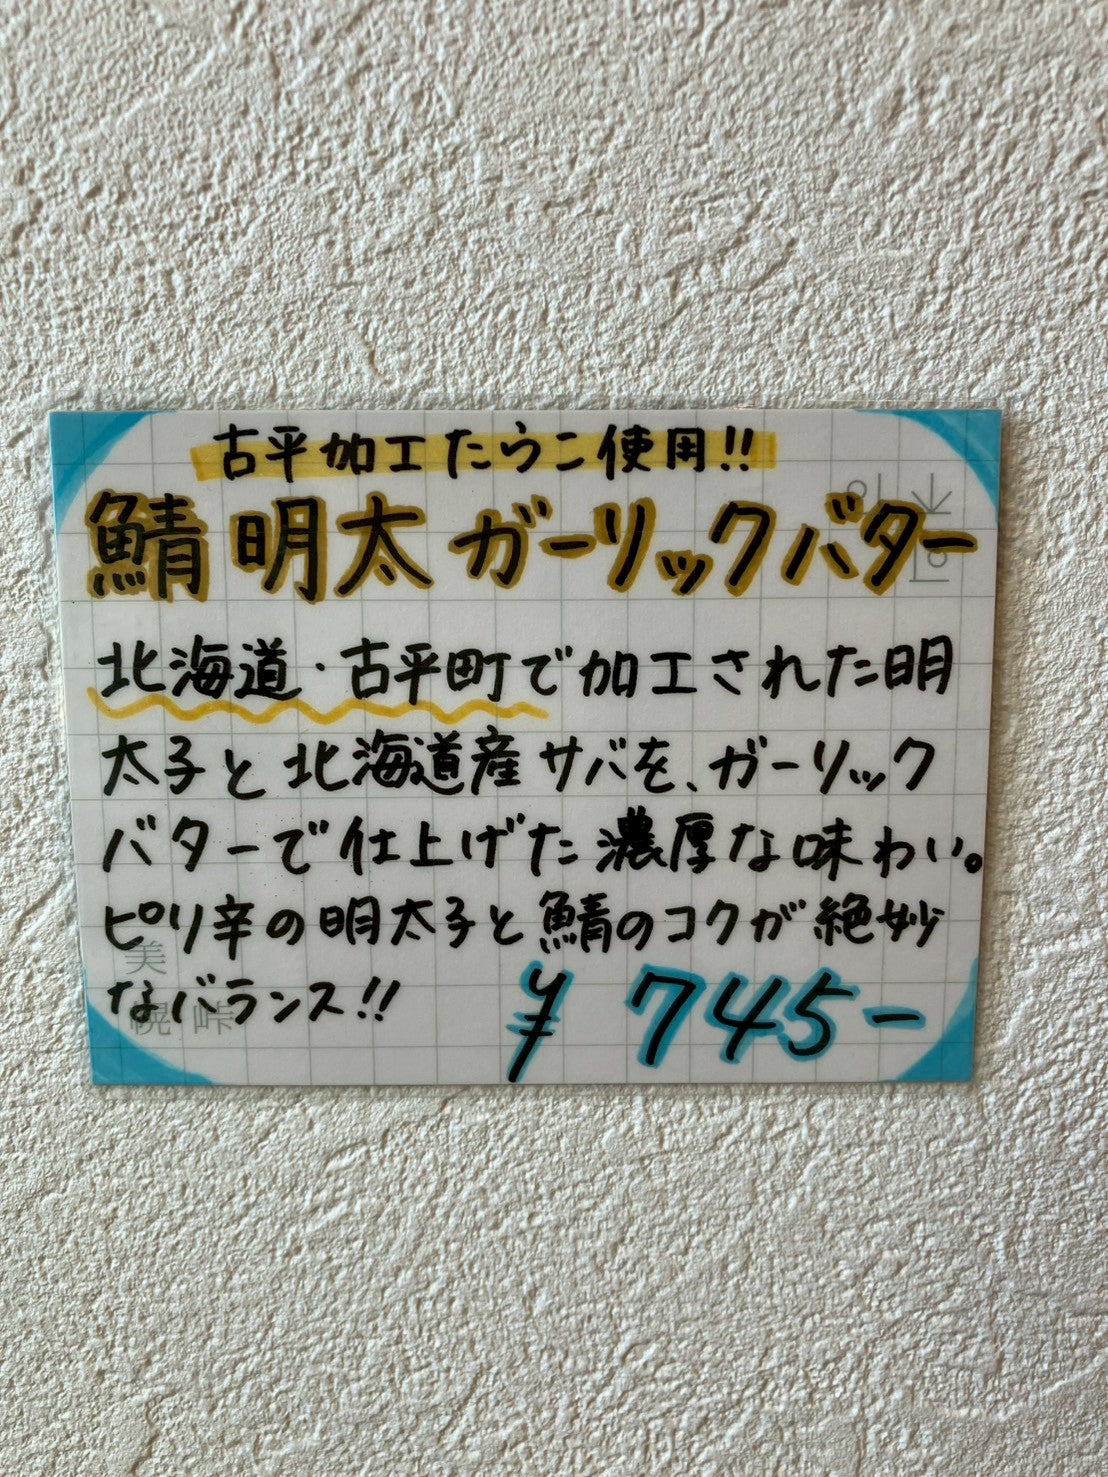 古平加工たらこ使用!!
鯖明太ガーリックバター
北海道・古平町で加工された明
太子と北海道産サバを、ガーリック
バターで仕上げた濃厚な味わい。
ピリ辛の明太子と鯖のコクが絶妙
なバランス!!
¥745-
美
幌峠